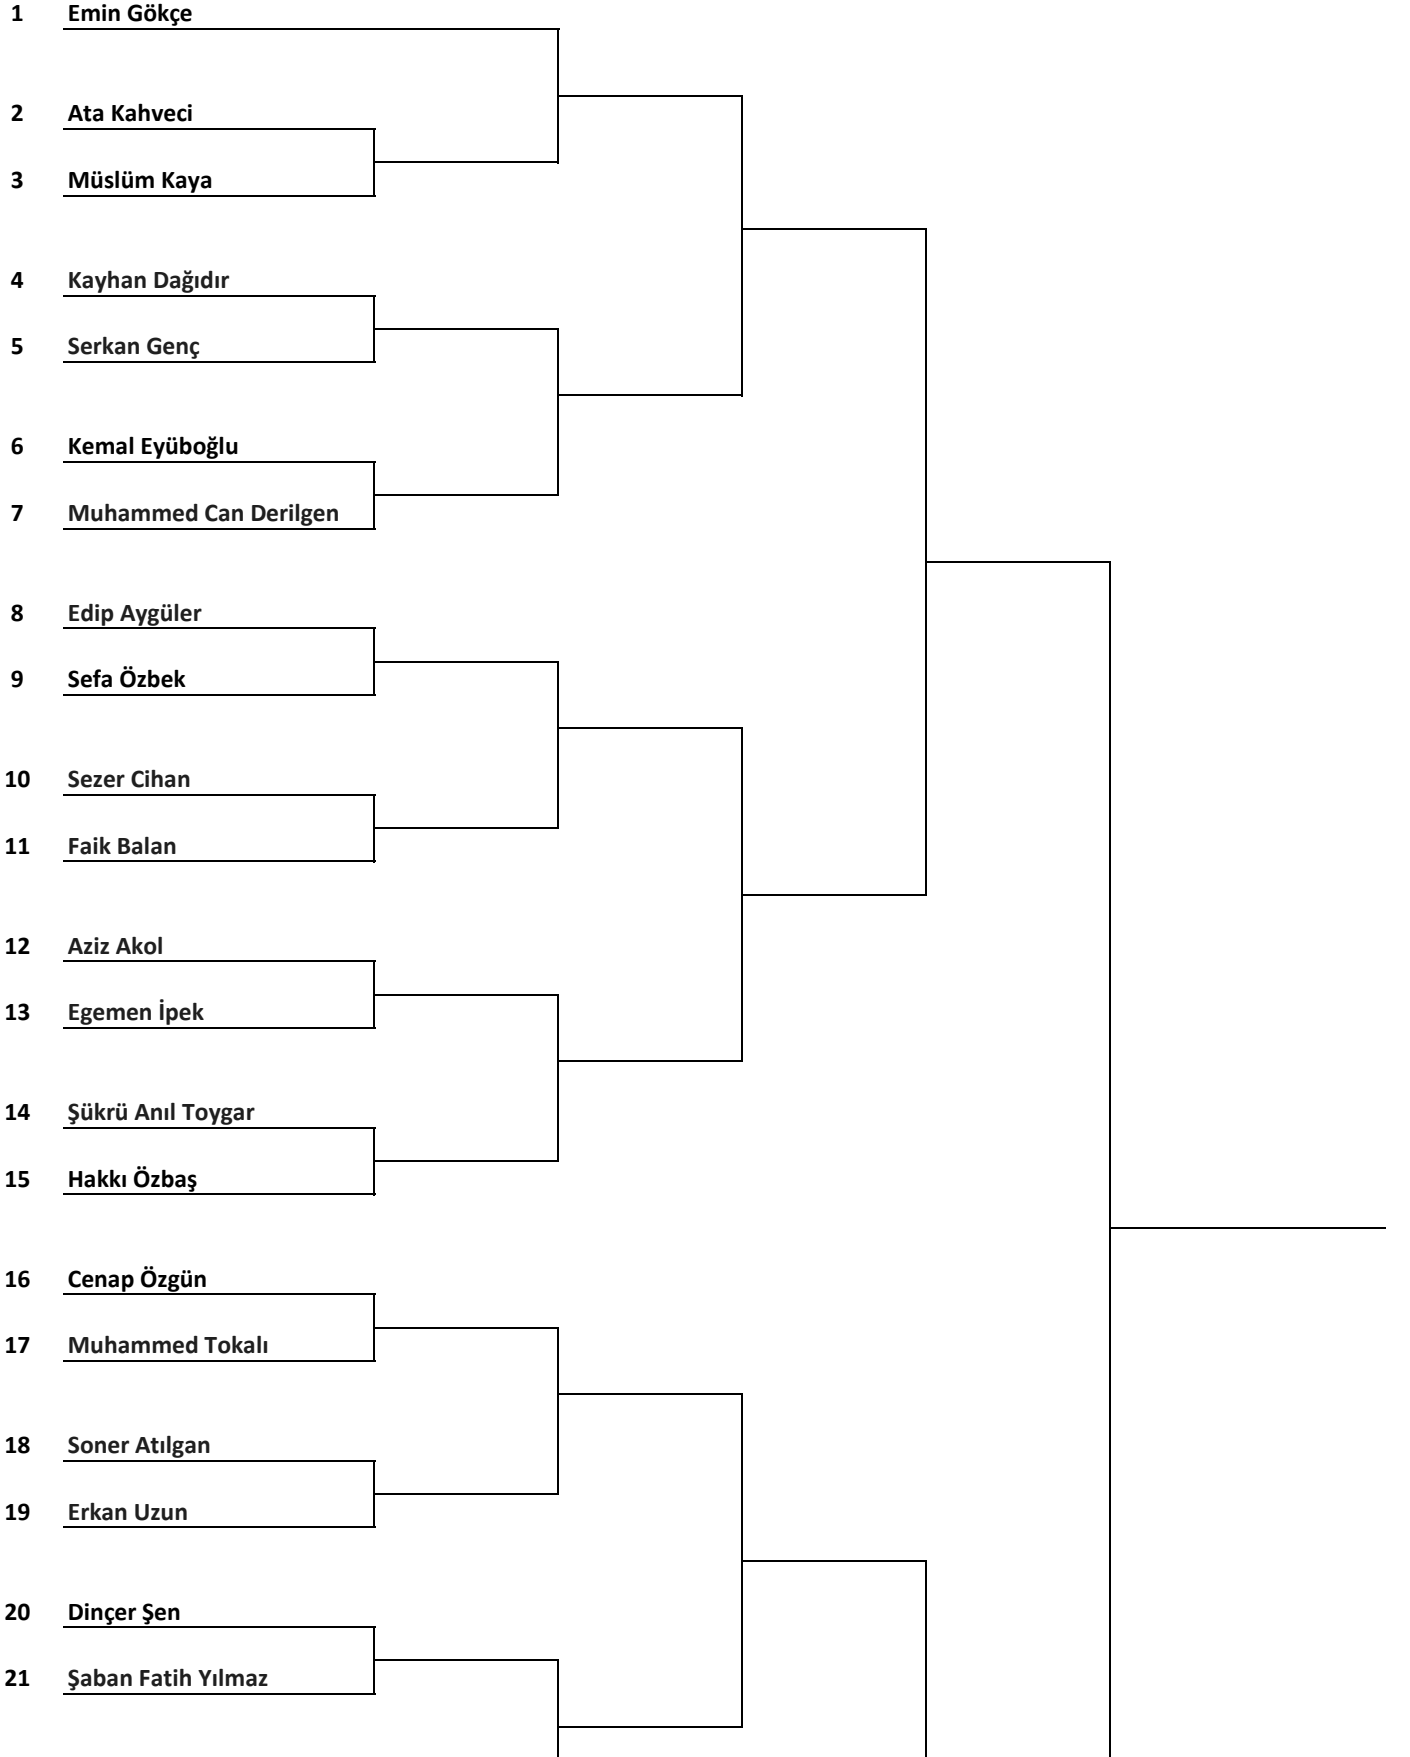 1 Emin Gökçe
2 Ata Kahveci
3 Müslüm Kaya
4 Kayhan Dağıdır
5 Serkan Genç
6 Kemal Eyüboğlu
7 Muhammed Can Derilgen
8 Edip Aygüler
9 Sefa Özbek
10 Sezer Cihan
11 Faik Balan
12 Aziz Akol
13 Egemen İpek
14 Şükrü Anıl Toygar
15 Hakkı Özbaş
16 Cenap Özgün
17 Muhammed Tokalı
18 Soner Atılgan
19 Erkan Uzun
20 Dinçer Şen
21 Şaban Fatih Yılmaz